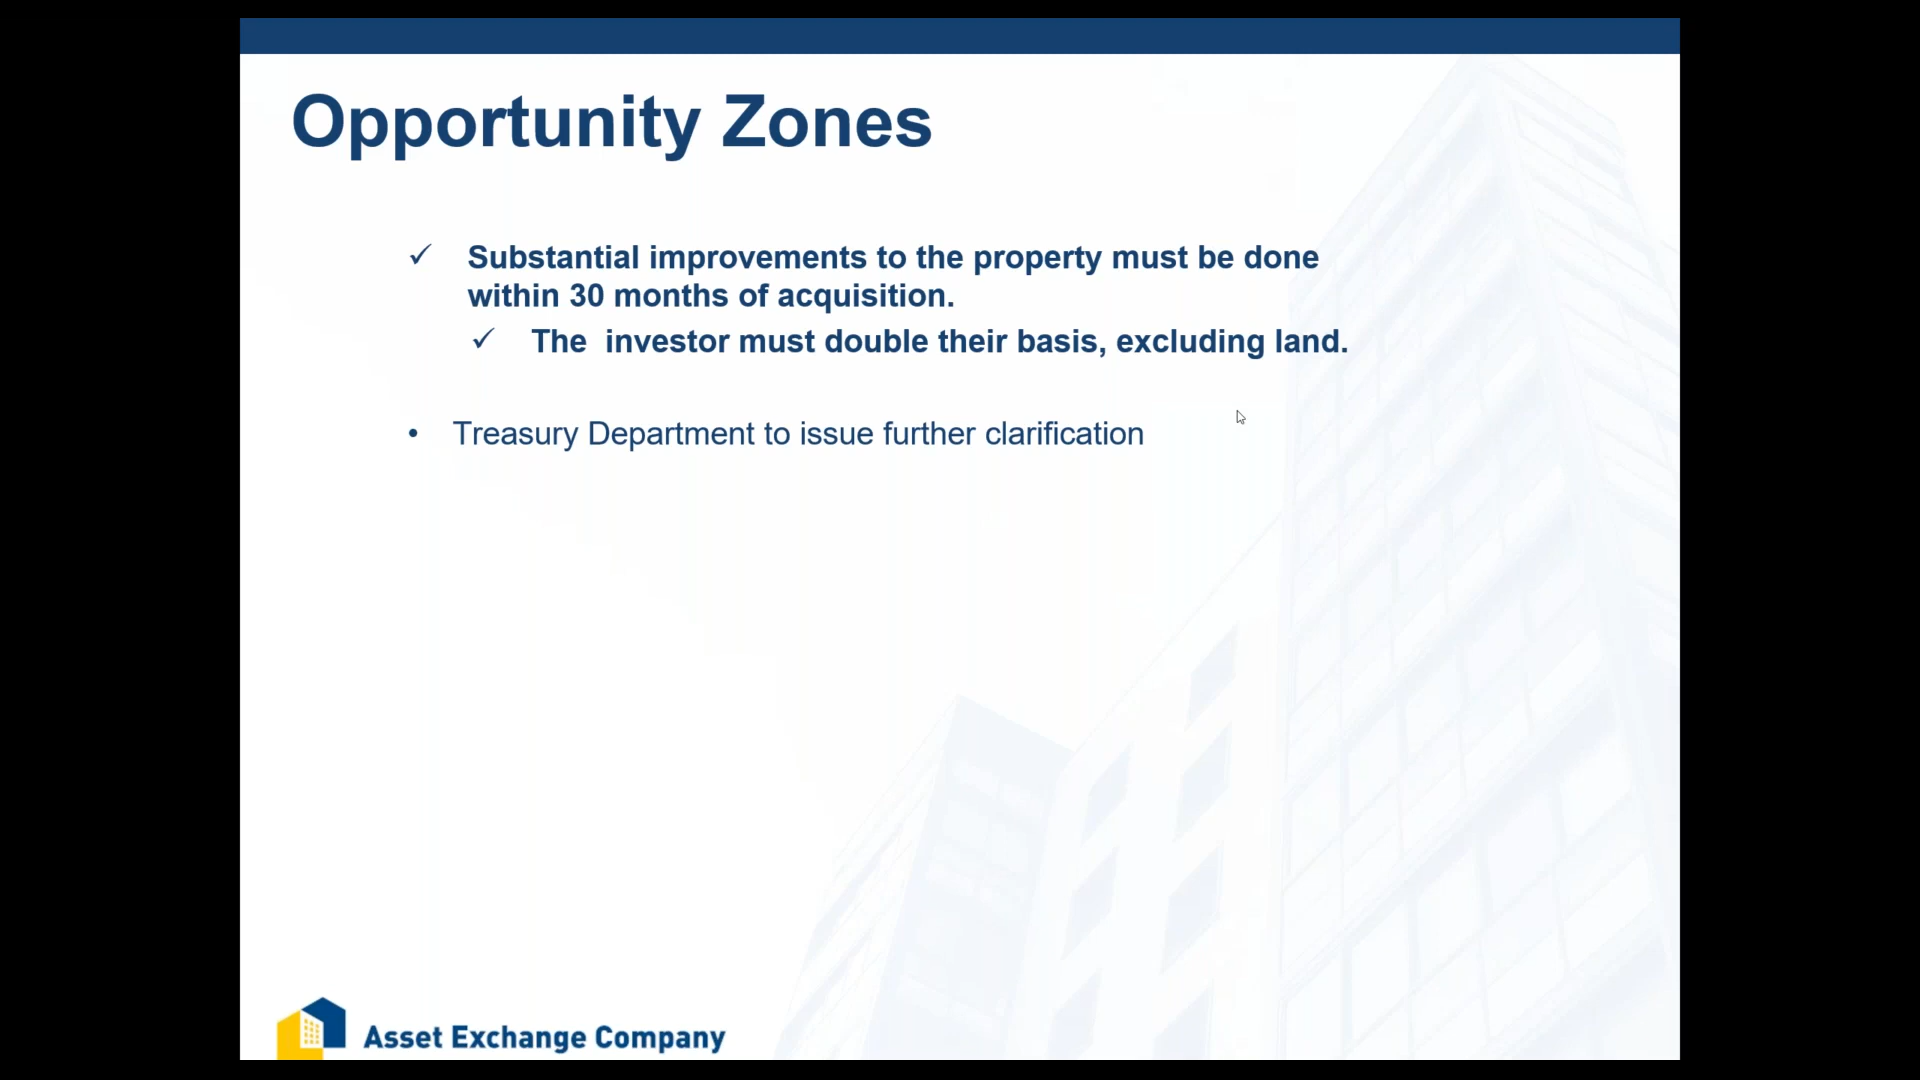 Opportunity Zones
✓ Substantial improvements to the property must be done
within 30 months of acquisition.
✓ The  investor must double their basis, excluding land.
• Treasury Department to issue further clarification
Asset Exchange Company